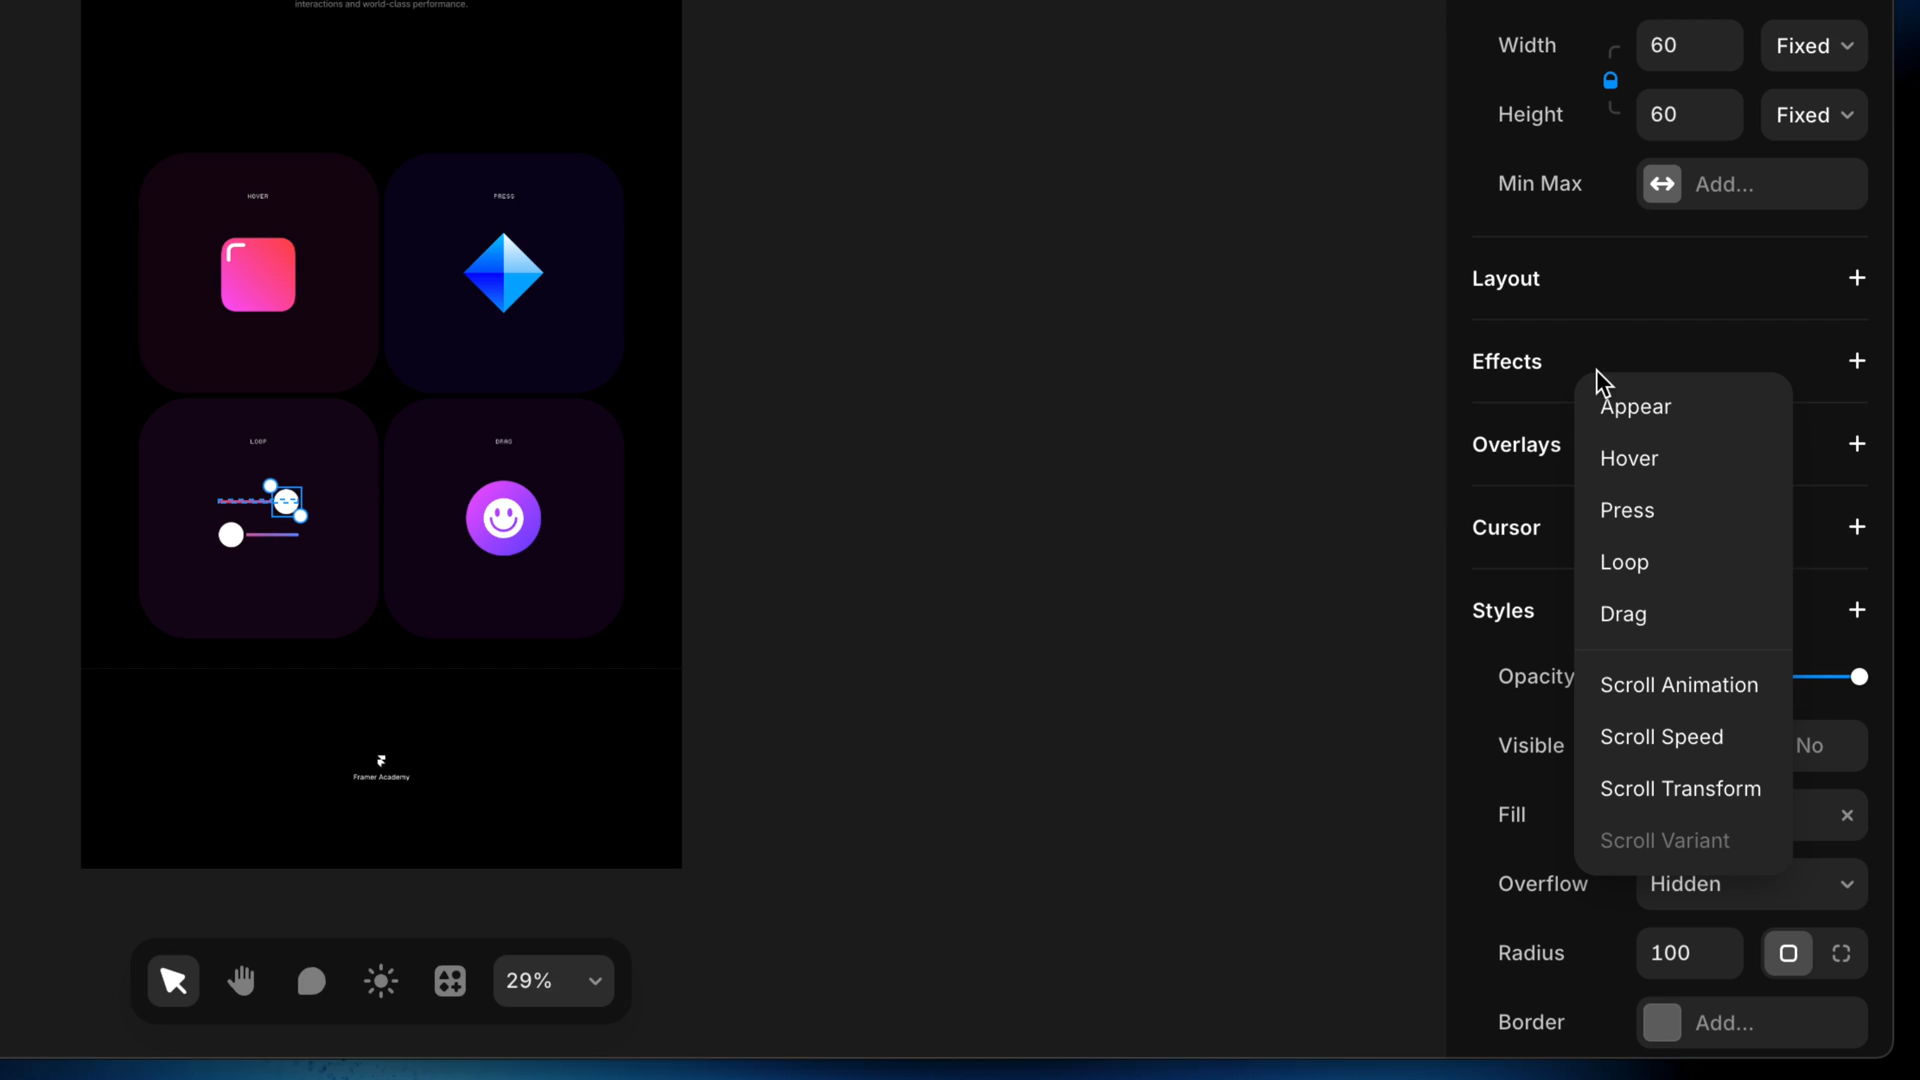 interactions and world-class performance.
HOVER
PRESS
LOOP
DRAG
Framer Academy
29%
Width
60
Fixed
Height
60
Fixed
Min Max
Add...
Layout
Effects
Overlays
Cursor
Styles
Appear
Hover
Press
Loop
Drag
Scroll Animation
Scroll Speed
Scroll Transform
Scroll Variant
Opacity
Visible
No
Fill
Overflow
Hidden
Radius
100
Border
Add...